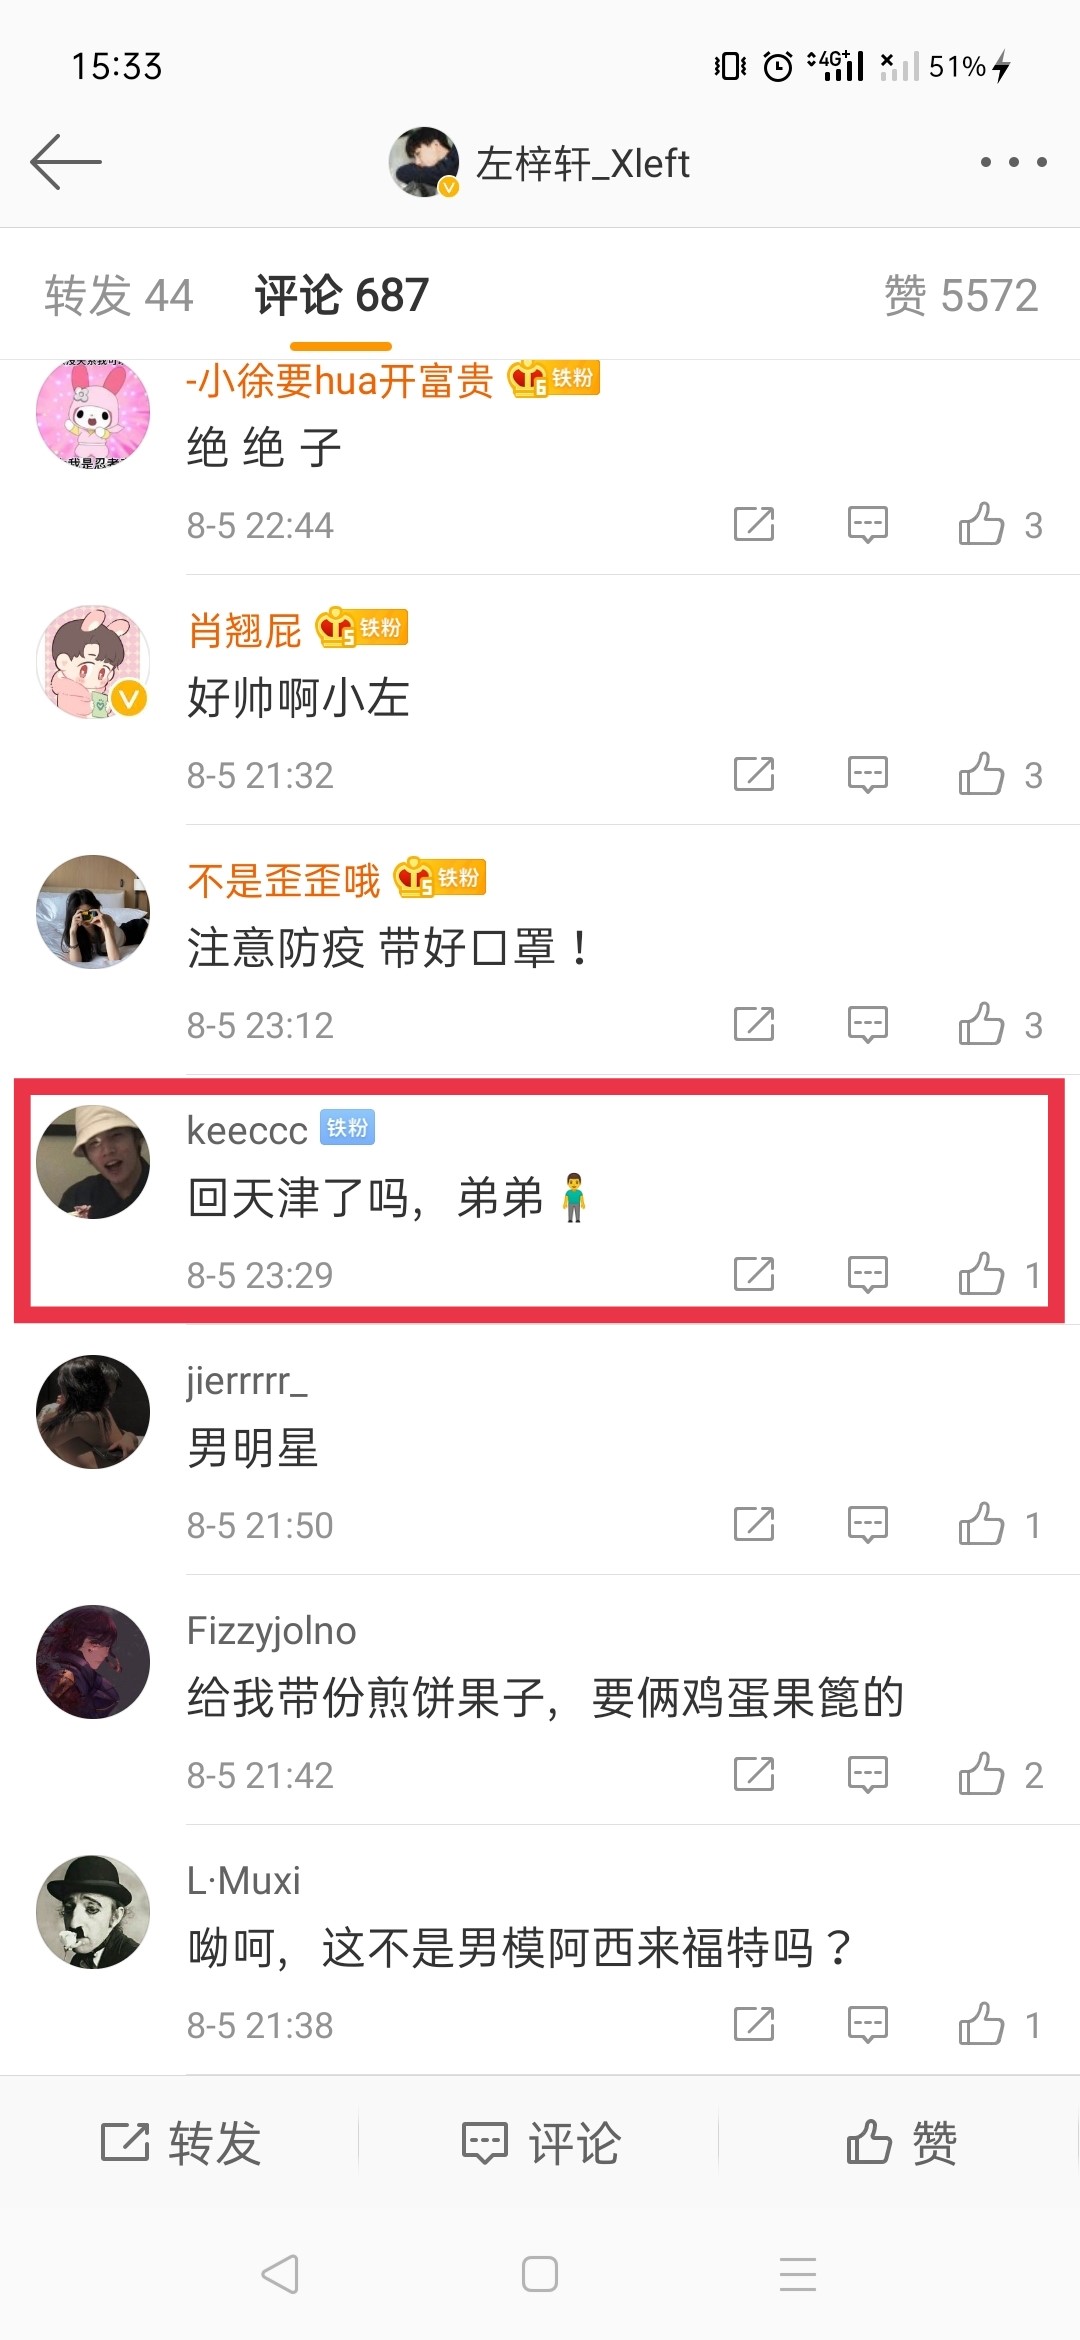 15:33
4G+
51%
左梓轩_Xleft
转发 44
评论 687
赞 5572
-小徐要hua开富贵 6 铁粉
绝 绝 子
8-5 22:44
3
肖翘屁 5 铁粉
好帅啊小左
8-5 21:32
3
不是歪歪哦 5 铁粉
注意防疫 带好口罩！
8-5 23:12
3
keeccc 铁粉
回天津了吗，弟弟🧍‍♂️
8-5 23:29
1
jierrrrr_
男明星
8-5 21:50
1
Fizzyjolno
给我带份煎饼果子，要俩鸡蛋果篦的
8-5 21:42
2
L·Muxi
呦呵，这不是男模阿西来福特吗？
8-5 21:38
1
转发
评论
赞